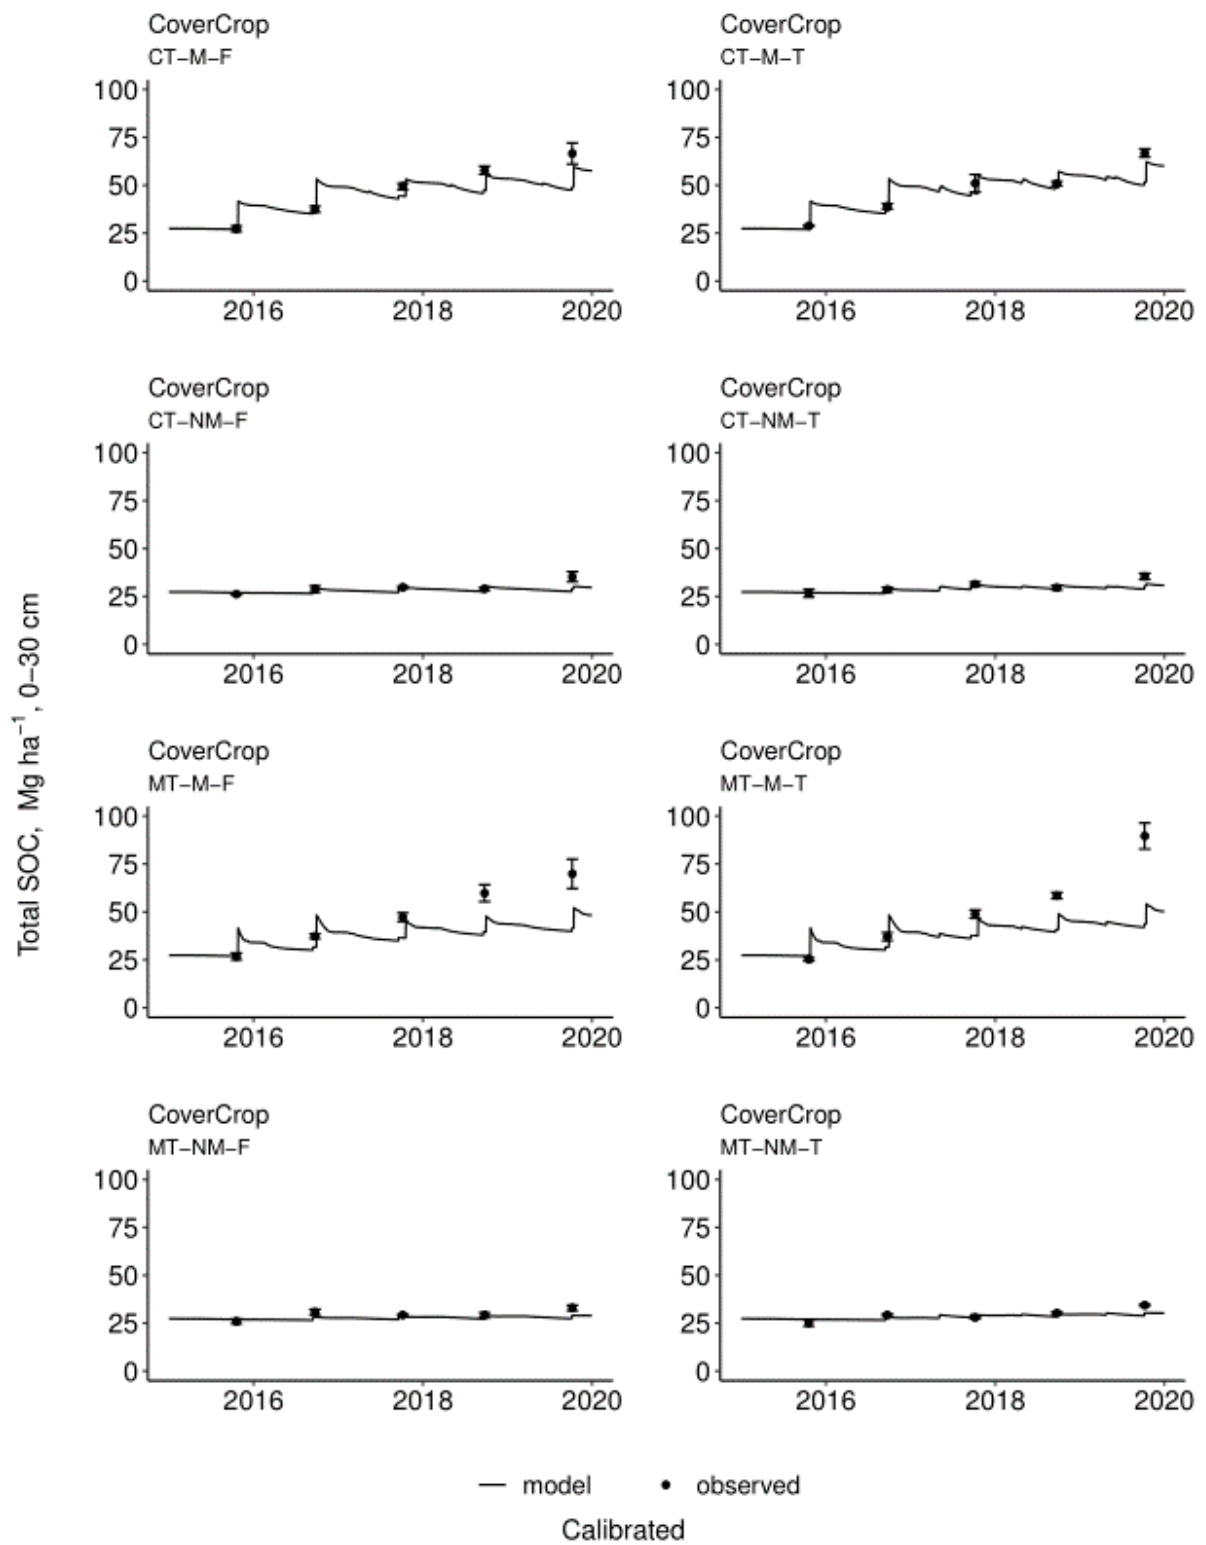 CoverCrop
CT−M−F
100
75
50
25
0
2016 2018 2020
CoverCrop
CT−M−T
100
75
50
25
0
2016 2018 2020
CoverCrop
CT−NM−F
100
75
50
25
0
2016 2018 2020
CoverCrop
CT−NM−T
100
75
50
25
0
2016 2018 2020
Total SOC, Mg ha⁻¹, 0−30 cm
CoverCrop
MT−M−F
100
75
50
25
0
2016 2018 2020
CoverCrop
MT−M−T
100
75
50
25
0
2016 2018 2020
CoverCrop
MT−NM−F
100
75
50
25
0
2016 2018 2020
CoverCrop
MT−NM−T
100
75
50
25
0
2016 2018 2020
model observed
Calibrated